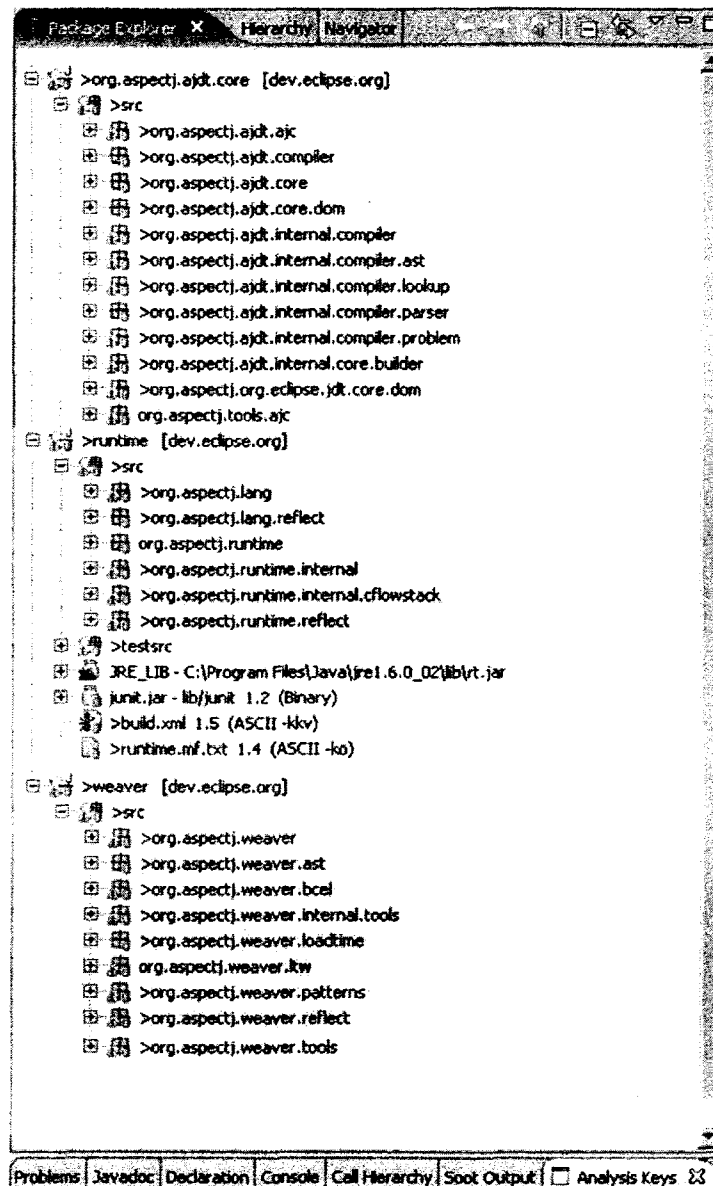 Package Explorer Hierarchy Navigator
>org.aspectj.ajdt.core [dev.eclipse.org]
>src
>org.aspectj.ajdt.ajc
>org.aspectj.ajdt.compiler
>org.aspectj.ajdt.core
>org.aspectj.ajdt.core.dom
>org.aspectj.ajdt.internal.compiler
>org.aspectj.ajdt.internal.compiler.ast
>org.aspectj.ajdt.internal.compiler.lookup
>org.aspectj.ajdt.internal.compiler.parser
>org.aspectj.ajdt.internal.compiler.problem
>org.aspectj.ajdt.internal.core.builder
>org.aspectj.org.eclipse.jdt.core.dom
org.aspectj.tools.ajc
>runtime [dev.eclipse.org]
>src
>org.aspectj.lang
>org.aspectj.lang.reflect
org.aspectj.runtime
>org.aspectj.runtime.internal
>org.aspectj.runtime.internal.cflowstack
>org.aspectj.runtime.reflect
>testsrc
JRE_LIB - C:\Program Files\Java\jre1.6.0_02\lib\rt.jar
junit.jar - lib/junit 1.2 (Binary)
>build.xml 1.5 (ASCII -kkv)
>runtime.mf.txt 1.4 (ASCII -ko)
>weaver [dev.eclipse.org]
>src
>org.aspectj.weaver
>org.aspectj.weaver.ast
>org.aspectj.weaver.bcel
>org.aspectj.weaver.internal.tools
>org.aspectj.weaver.loadtime
org.aspectj.weaver.ltw
>org.aspectj.weaver.patterns
>org.aspectj.weaver.reflect
>org.aspectj.weaver.tools
Problems Javadoc Declaration Console Call Hierarchy Soot Output Analysis Keys